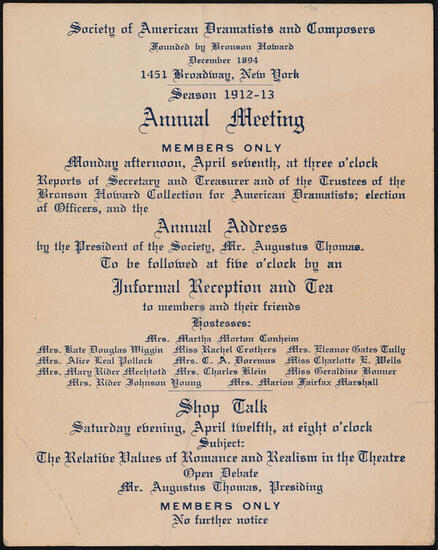 Society of American Dramatists and Composers
Founded by Bronson Howard
December 1894
1451 Broadway, New York
Season 1912-13
Annual Meeting
MEMBERS ONLY
Monday afternoon, April seventh, at three o'clock
Reports of Secretary and Treasurer and of the Trustees of the
Bronson Howard Collection for American Dramatists; election
of Officers, and the
Annual Address
by the President of the Society, Mr. Augustus Thomas.
To be followed at five o'clock by an
Informal Reception and Tea
to members and their friends
Hostesses:
Mrs. Martha Morton Conheim
Mrs. Kate Douglas Wiggin Miss Rachel Crothers Mrs. Eleanor Gates Tully
Mrs. Alice Leal Pollock Mrs. C. A. Doremus Miss Charlotte E. Wells
Mrs. Mary Rider Mechtold Mrs. Charles Klein Miss Geraldine Bonner
Mrs. Rider Johnson Young Mrs. Marion Fairfax Marshall
Shop Talk
Saturday evening, April twelfth, at eight o'clock
Subject:
The Relative Values of Romance and Realism in the Theatre
Open Debate
Mr. Augustus Thomas, Presiding
MEMBERS ONLY
No further notice